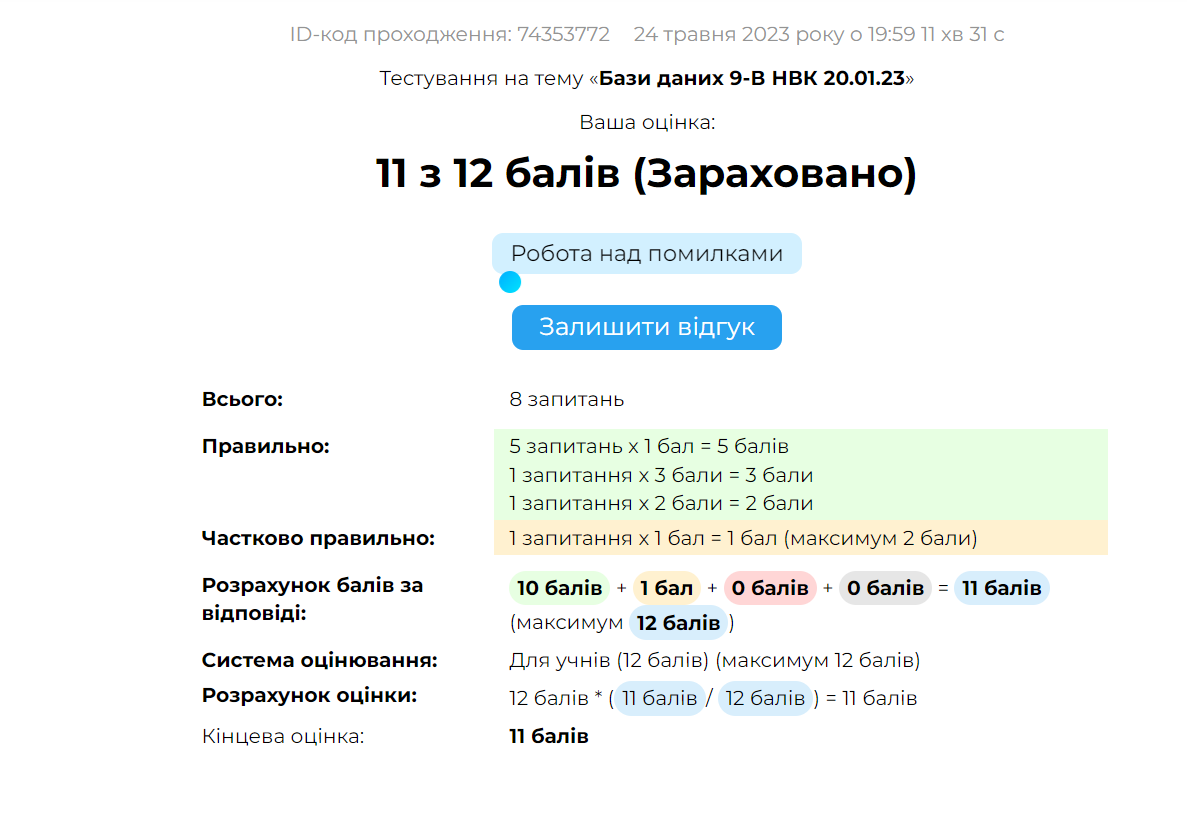 ID-код проходження: 74353772 24 травня 2023 року о 19:59 11 хв 31 с
Тестування на тему «Бази даних 9-В НВК 20.01.23»
Ваша оцінка:
11 з 12 балів (Зараховано)
Робота над помилками
Залишити відгук
Всього: 8 запитань
Правильно: 5 запитань x 1 бал = 5 балів
1 запитання x 3 бали = 3 бали
1 запитання x 2 бали = 2 бали
Частково правильно: 1 запитання x 1 бал = 1 бал (максимум 2 бали)
Розрахунок балів за відповіді: 10 балів + 1 бал + 0 балів + 0 балів = 11 балів
(максимум 12 балів)
Система оцінювання: Для учнів (12 балів) (максимум 12 балів)
Розрахунок оцінки: 12 балів * ( 11 балів / 12 балів ) = 11 балів
Кінцева оцінка: 11 балів